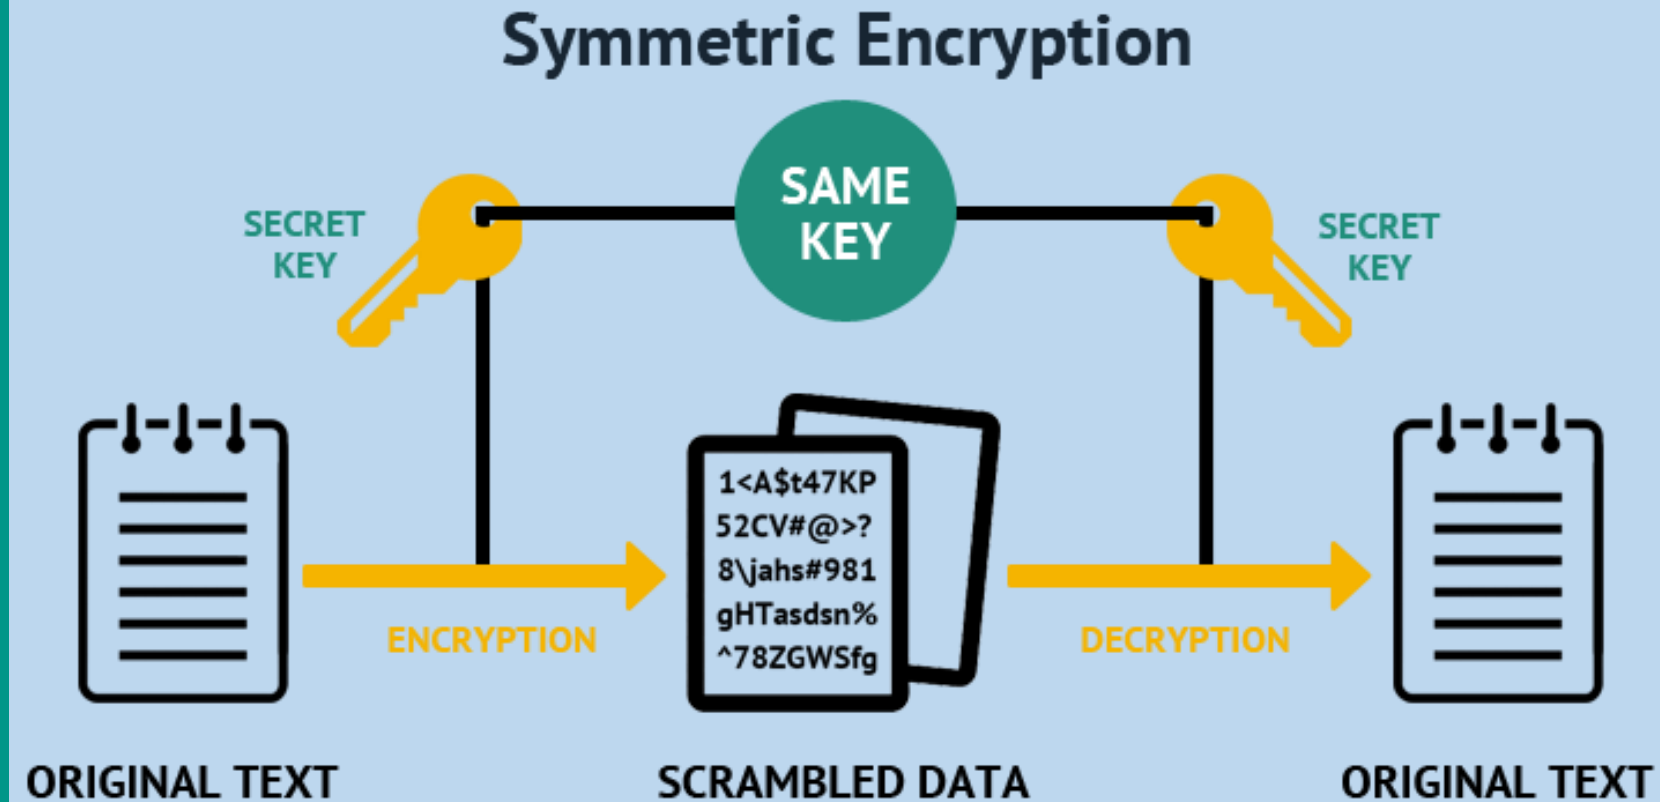 Symmetric Encryption
SAME
KEY
SECRET
KEY
SECRET
KEY
1<A$t47KP
52CV#@>?
8\jahs#981
gHTasdsn%
^78ZGWSfg
ENCRYPTION
DECRYPTION
ORIGINAL TEXT
SCRAMBLED DATA
ORIGINAL TEXT